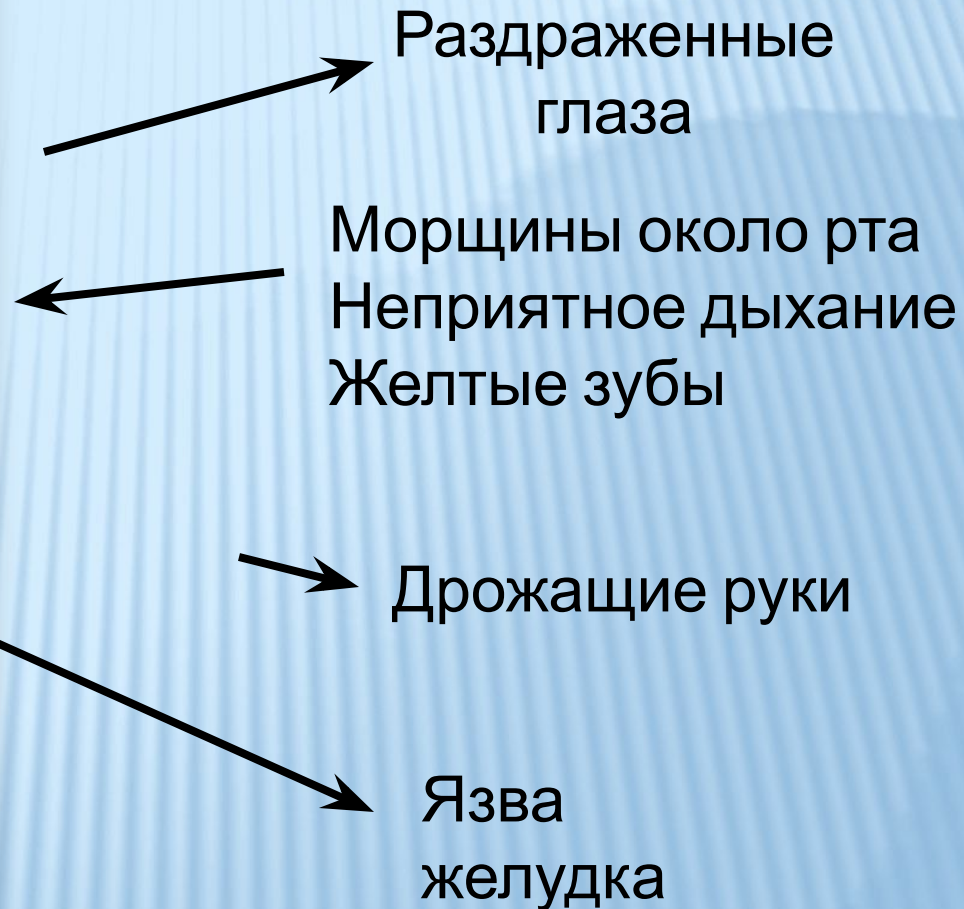 Раздраженные
глаза
Морщины около рта
Неприятное дыхание
Желтые зубы
Дрожащие руки
Язва
желудка